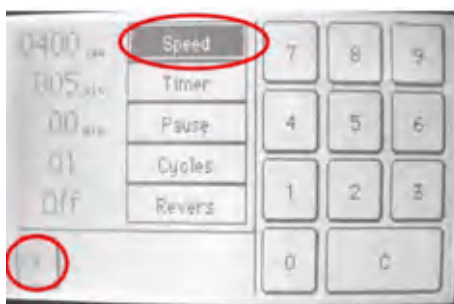 0400 Speed
005 Timer
00 Pause
01 Cycles
Off Revers
7 8 9
4 5 6
1 2 3
0 C